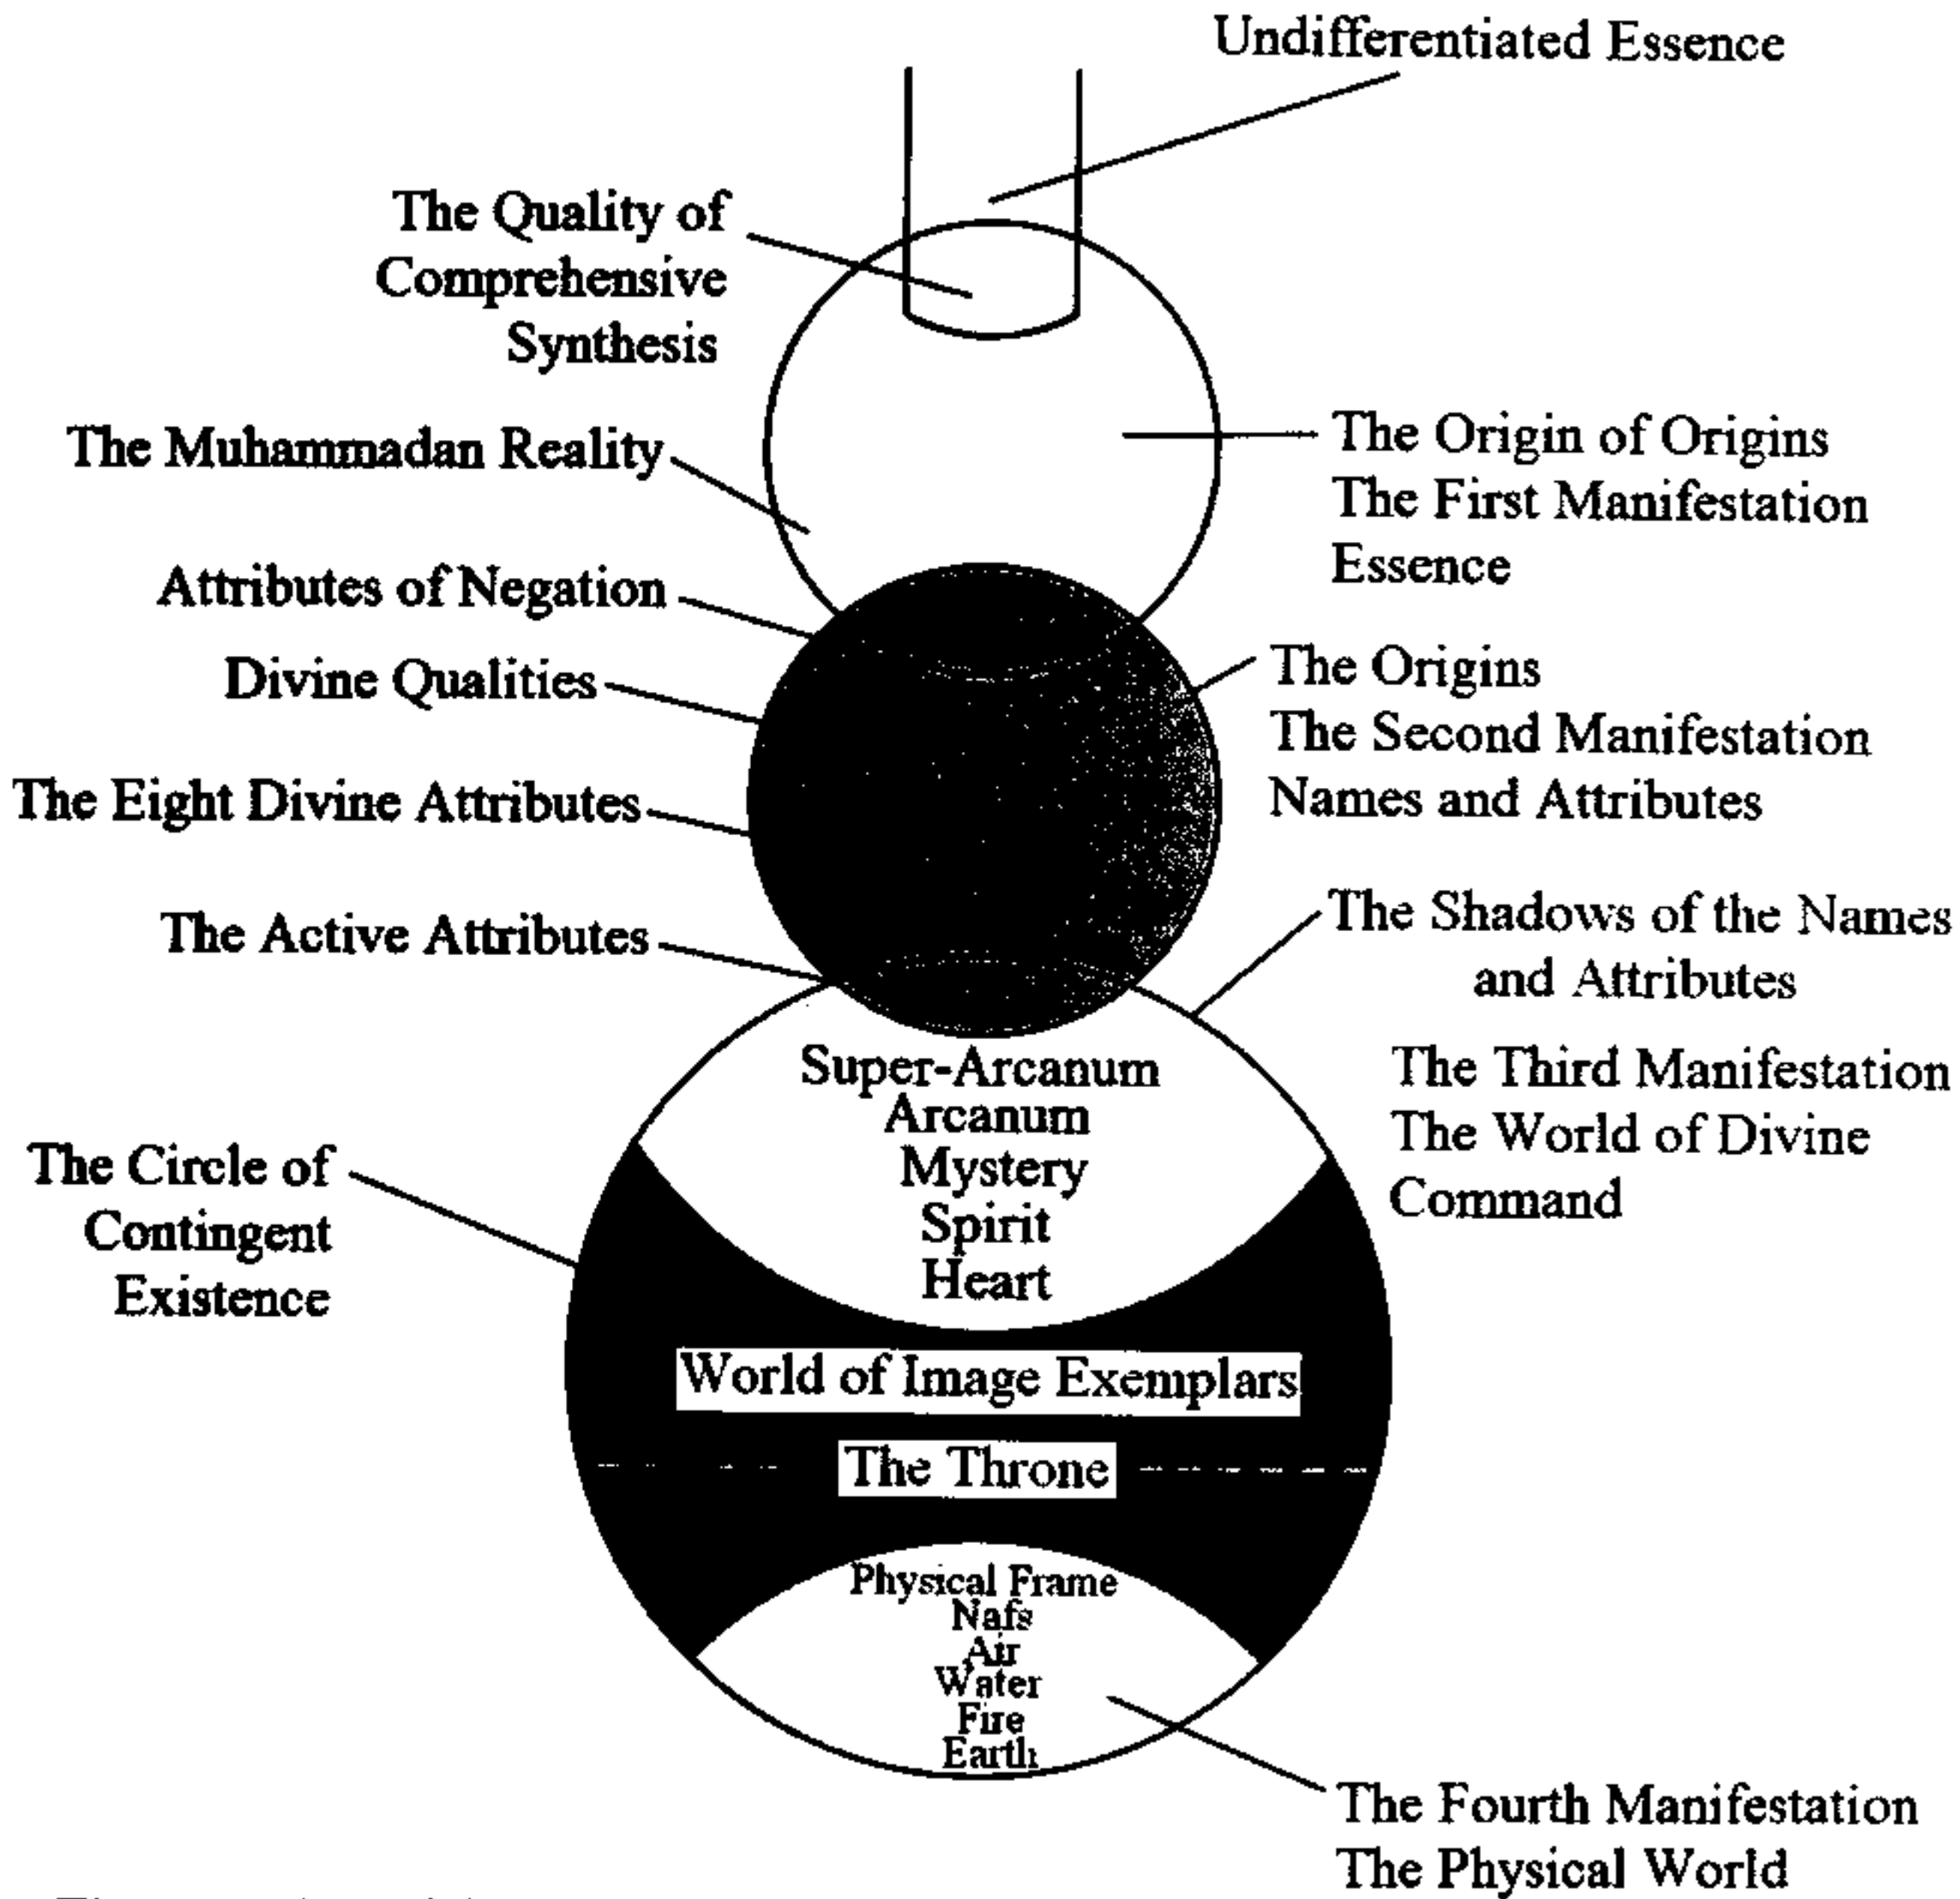 Undifferentiated Essence
The Quality of
Comprehensive
Synthesis
The Muhammadan Reality
The Origin of Origins
The First Manifestation
Essence
Attributes of Negation
Divine Qualities
The Eight Divine Attributes
The Active Attributes
The Origins
The Second Manifestation
Names and Attributes
The Shadows of the Names
and Attributes
The Third Manifestation
The World of Divine
Command
Super-Arcanum
Arcanum
Mystery
Spirit
Heart
The Circle of
Contingent
Existence
World of Image Exemplars
The Throne
Physical Frame
Nafs
Air
Water
Fire
Earth
The Fourth Manifestation
The Physical World